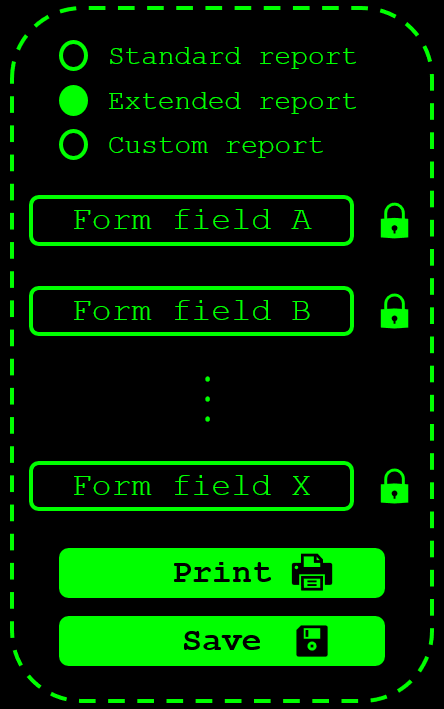 Standard report
Extended report
Custom report
Form field A
Form field B
Form field X
Print
Save